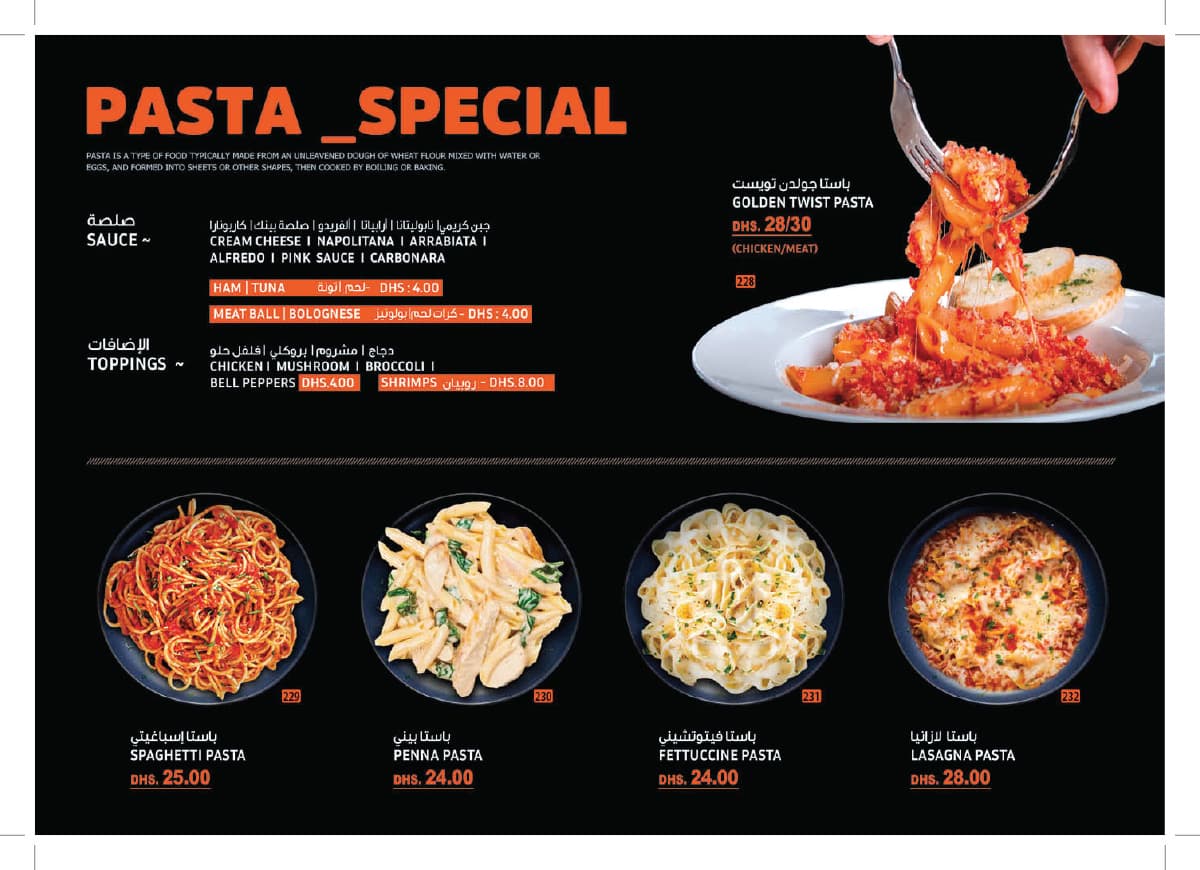 PASTA _SPECIAL
PASTA IS A TYPE OF FOOD TYPICALLY MADE FROM AN UNLEAVENED DOUGH OF WHEAT FLOUR MIXED WITH WATER OR
EGGS, AND FORMED INTO SHEETS OR OTHER SHAPES, THEN COOKED BY BOILING OR BAKING.
صلصة
SAUCE ~
جبن كريمي| نابوليتانا | أرابياتا | ألفريدو | صلصة بينك| كاربونارا
CREAM CHEESE I NAPOLITANA I ARRABIATA I
ALFREDO I PINK SAUCE I CARBONARA
HAM | TUNA لحم | تونة- DHS : 4.00
MEAT BALL | BOLOGNESE كرات لحم|بولونيز - DHS : 4.00
الإضافات
TOPPINGS ~
دجاج | مشروم | بروكلي | فلفل حلو
CHICKEN I MUSHROOM I BROCCOLI I
BELL PEPPERS DHS.400 SHRIMPS روبيان - DHS.8.00
باستا جولدن تويست
GOLDEN TWIST PASTA
DHS. 28/30
(CHICKEN/MEAT)
228
229
230
231
232
باستا إسباغيتي
SPAGHETTI PASTA
DHS. 25.00
باستا بيني
PENNA PASTA
DHS. 24.00
باستا فيتوتشيني
FETTUCCINE PASTA
DHS. 24.00
باستا لازانيا
LASAGNA PASTA
DHS. 28.00